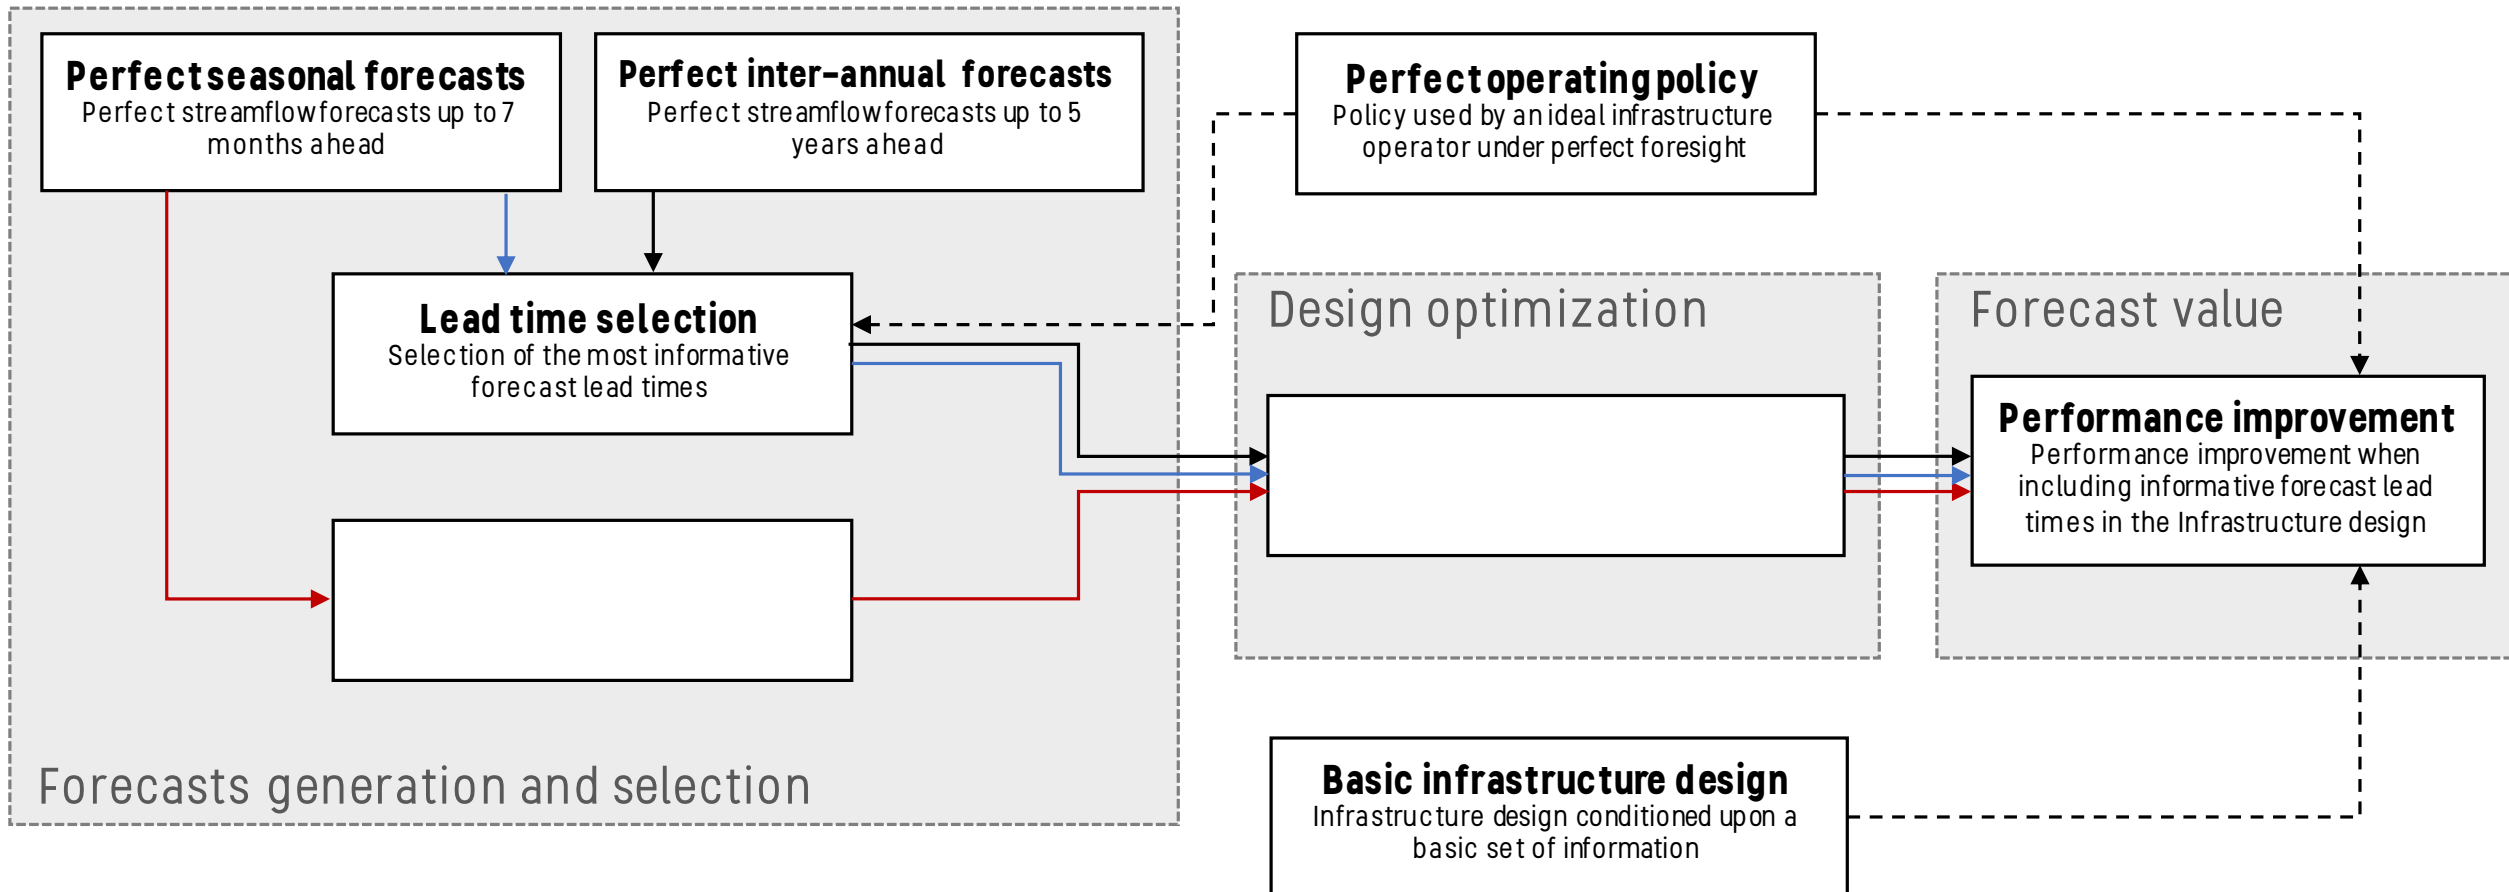 Perfect seasonal forecasts
Perfect streamflow forecasts up to 7
months ahead
Perfect inter-annual forecasts
Perfect streamflow forecasts up to 5
years ahead
Perfect operating policy
Policy used by an ideal infrastructure
operator under perfect foresight
Lead time selection
Selection of the most informative
forecast lead times
Design optimization
Forecast value
Performance improvement
Performance improvement when
including informative forecast lead
times in the Infrastructure design
Forecasts generation and selection
Basic infrastructure design
Infrastructure design conditioned upon a
basic set of information